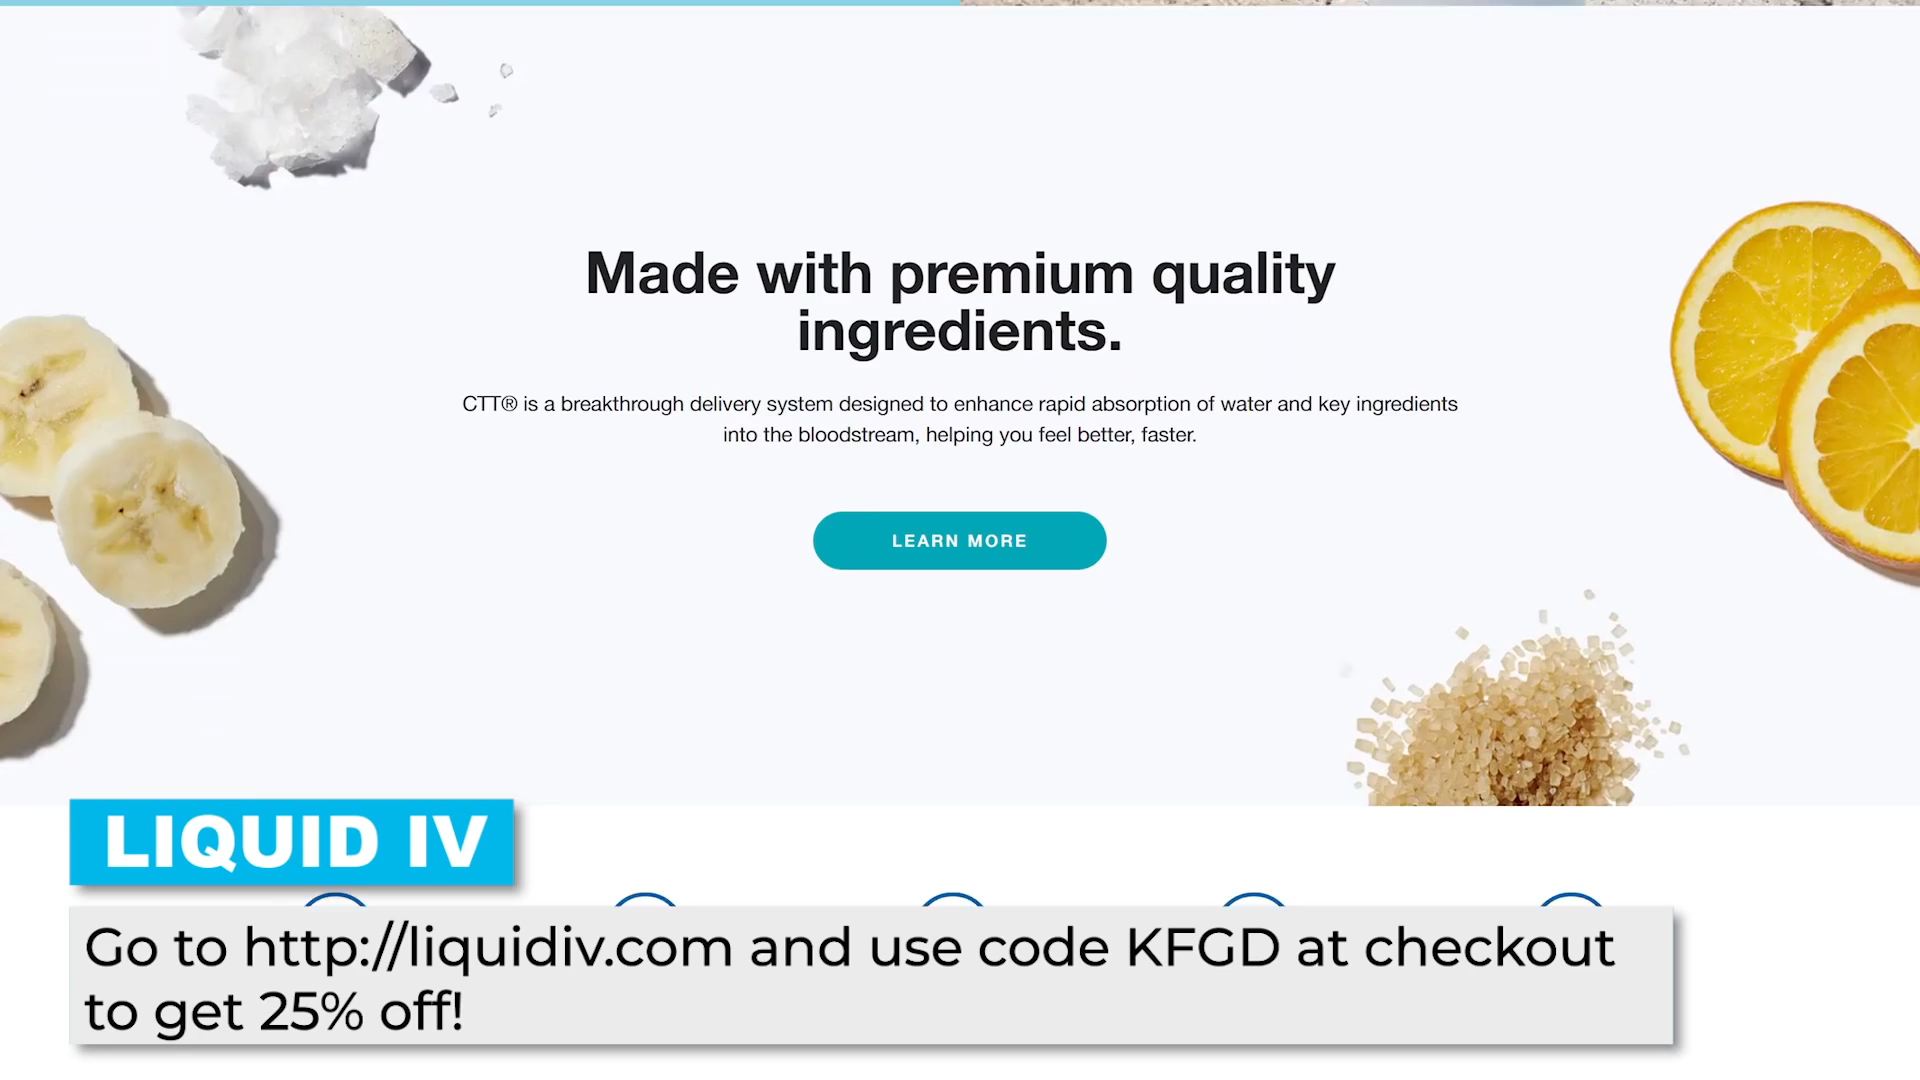 Made with premium quality
ingredients.
CTT® is a breakthrough delivery system designed to enhance rapid absorption of water and key ingredients
into the bloodstream, helping you feel better, faster.
LEARN MORE
LIQUID IV
Go to http://liquidiv.com and use code KFGD at checkout
to get 25% off!